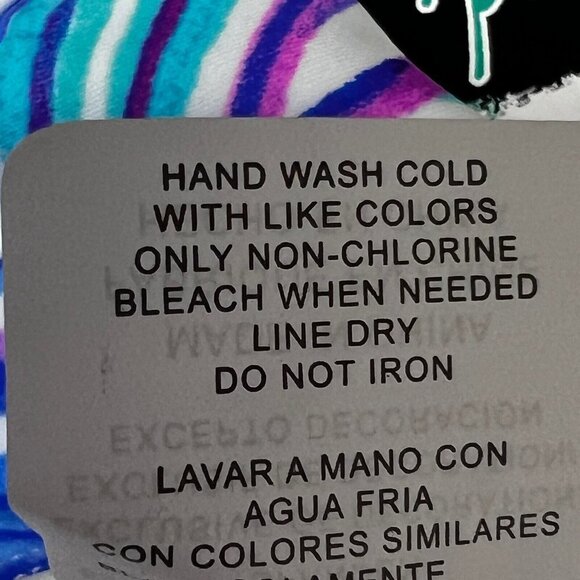 HAND WASH COLD
WITH LIKE COLORS
ONLY NON-CHLORINE
BLEACH WHEN NEEDED
LINE DRY
DO NOT IRON
LAVAR A MANO CON
AGUA FRIA
CON COLORES SIMILARES